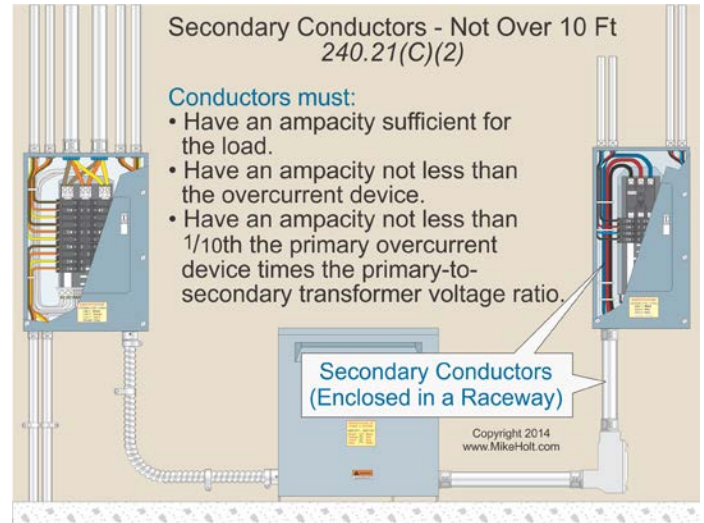 Secondary Conductors - Not Over 10 Ft
240.21(C)(2)
Conductors must:
• Have an ampacity sufficient for
the load.
• Have an ampacity not less than
the overcurrent device.
• Have an ampacity not less than
1/10th the primary overcurrent
device times the primary-to-
secondary transformer voltage ratio.
Secondary Conductors
(Enclosed in a Raceway)
Copyright 2014
www.MikeHolt.com